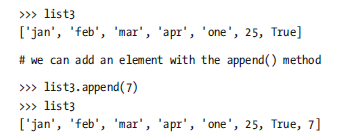 >>> list3
['jan', 'feb', 'mar', 'apr', 'one', 25, True]
# we can add an element with the append() method
>>> list3.append(7)
>>> list3
['jan', 'feb', 'mar', 'apr', 'one', 25, True, 7]